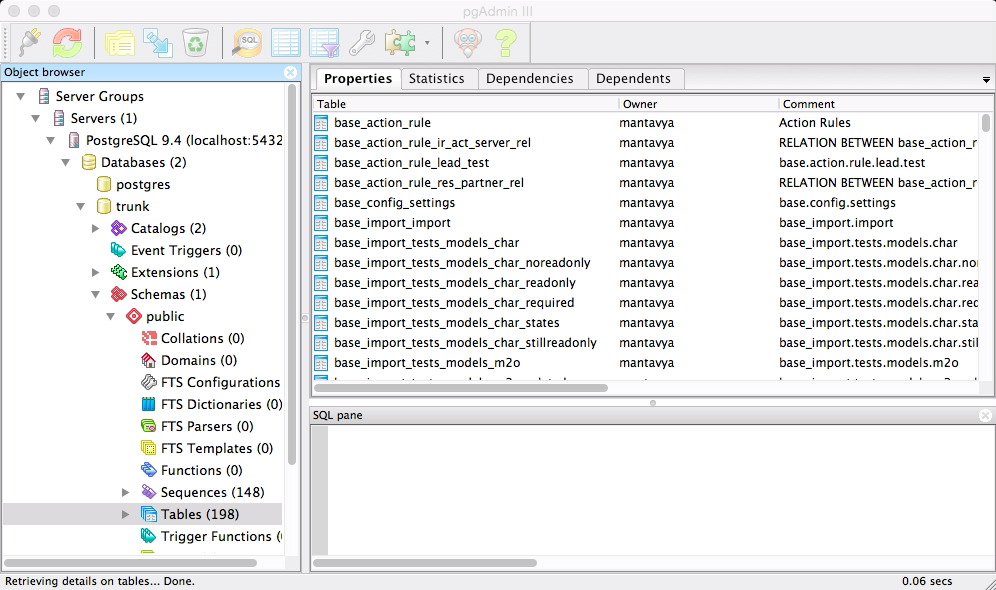 pgAdmin III
SQL
Object browser
Server Groups
Servers (1)
PostgreSQL 9.4 (localhost:5432
Databases (2)
postgres
trunk
Catalogs (2)
Event Triggers (0)
Extensions (1)
Schemas (1)
public
Collations (0)
Domains (0)
FTS Configurations
FTS Dictionaries (0)
FTS Parsers (0)
FTS Templates (0)
Functions (0)
Sequences (148)
Tables (198)
Trigger Functions (
Properties Statistics Dependencies Dependents
Table Owner Comment
base_action_rule mantavya Action Rules
base_action_rule_ir_act_server_rel mantavya RELATION BETWEEN base_action_r
base_action_rule_lead_test mantavya base.action.rule.lead.test
base_action_rule_res_partner_rel mantavya RELATION BETWEEN base_action_r
base_config_settings mantavya base.config.settings
base_import_import mantavya base_import.import
base_import_tests_models_char mantavya base_import.tests.models.char
base_import_tests_models_char_noreadonly mantavya base_import.tests.models.char.nor
base_import_tests_models_char_readonly mantavya base_import.tests.models.char.rea
base_import_tests_models_char_required mantavya base_import.tests.models.char.req
base_import_tests_models_char_states mantavya base_import.tests.models.char.sta
base_import_tests_models_char_stillreadonly mantavya base_import.tests.models.char.stil
base_import_tests_models_m2o mantavya base_import.tests.models.m2o
SQL pane
Retrieving details on tables... Done. 0.06 secs